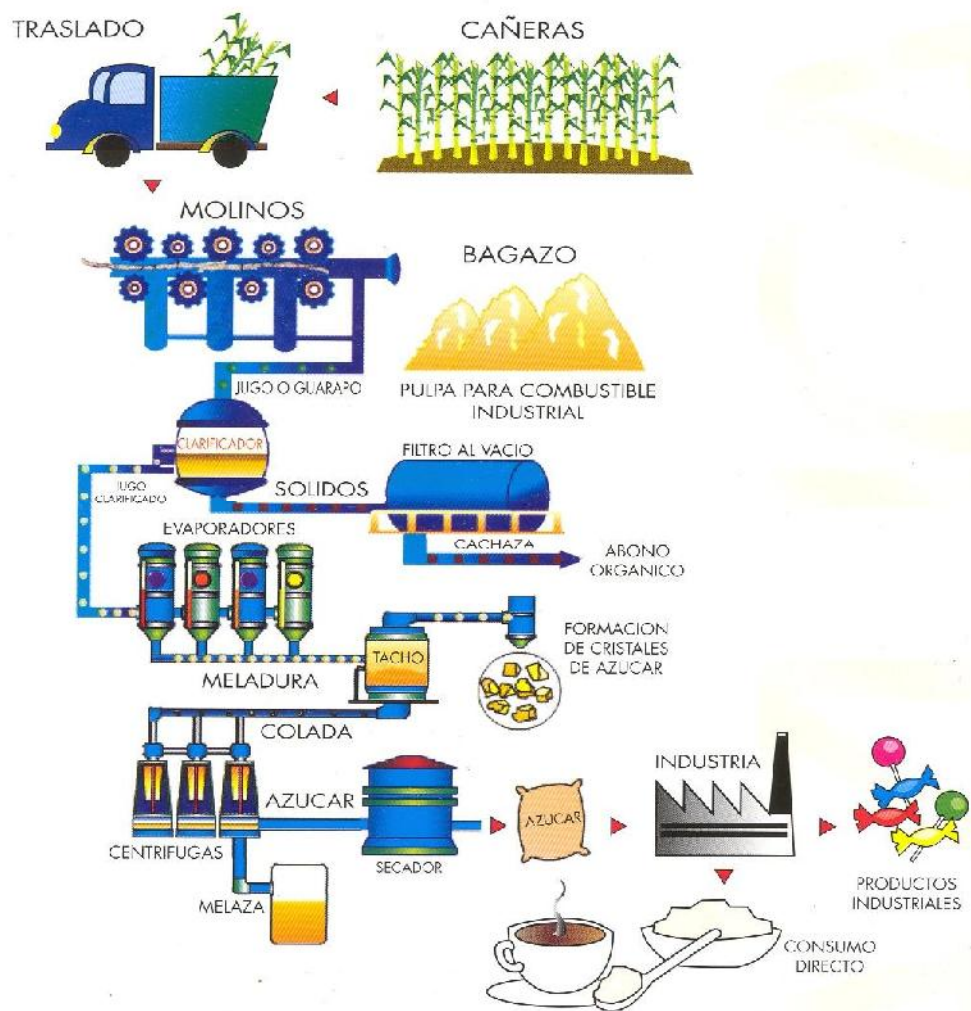 TRASLADO
CAÑERAS
MOLINOS
BAGAZO
JUGO O GUARAPO
PULPA PARA COMBUSTIBLE
INDUSTRIAL
CLARIFICADOR
FILTRO AL VACIO
JUGO
CLARIFICADO
SOLIDOS
EVAPORADORES
CACHAZA
ABONO
ORGANICO
TACHO
FORMACION
DE CRISTALES
DE AZUCAR
MELADURA
COLADA
INDUSTRIA
AZUCAR
AZUCAR
CENTRIFUGAS
SECADOR
MELAZA
PRODUCTOS
INDUSTRIALES
CONSUMO
DIRECTO